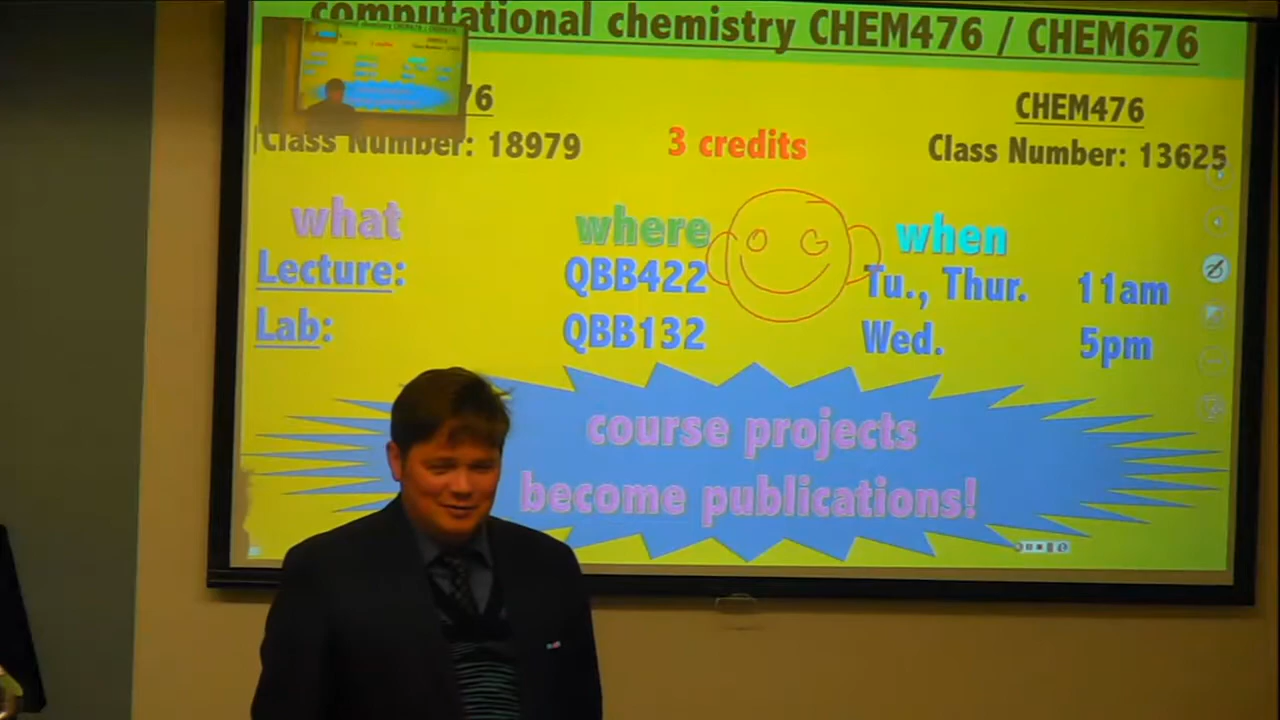 computational chemistry CHEM476 / CHEM676
76
CHEM476
Class Number: 18979
3 credits
Class Number: 13625
what
where
when
Lecture:
QBB422
Tu., Thur.
11am
Lab:
QBB132
Wed.
5pm
course projects
become publications!